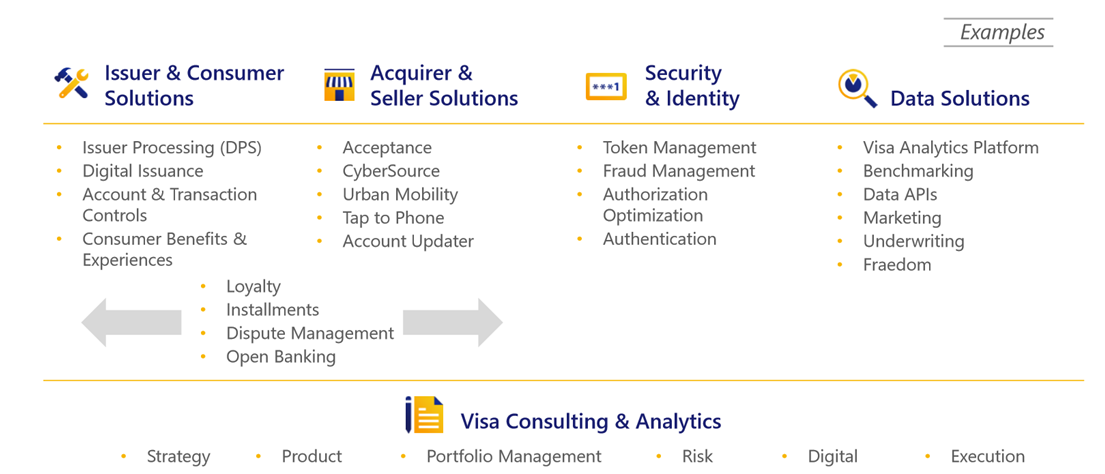 Examples
Issuer & Consumer
Solutions
Acquirer &
Seller Solutions
Security
& Identity
***1
Data Solutions
• Issuer Processing (DPS)
• Digital Issuance
• Account & Transaction
Controls
• Consumer Benefits &
Experiences
• Acceptance
• CyberSource
• Urban Mobility
• Tap to Phone
• Account Updater
• Loyalty
• Installments
• Dispute Management
• Open Banking
• Token Management
• Fraud Management
• Authorization
Optimization
• Authentication
• Visa Analytics Platform
• Benchmarking
• Data APIs
• Marketing
• Underwriting
• Fraedom
Visa Consulting & Analytics
• Strategy • Product • Portfolio Management • Risk • Digital • Execution